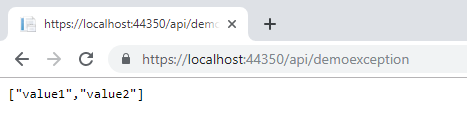 https://localhost:44350/api/demo
https://localhost:44350/api/demoexception
["value1","value2"]